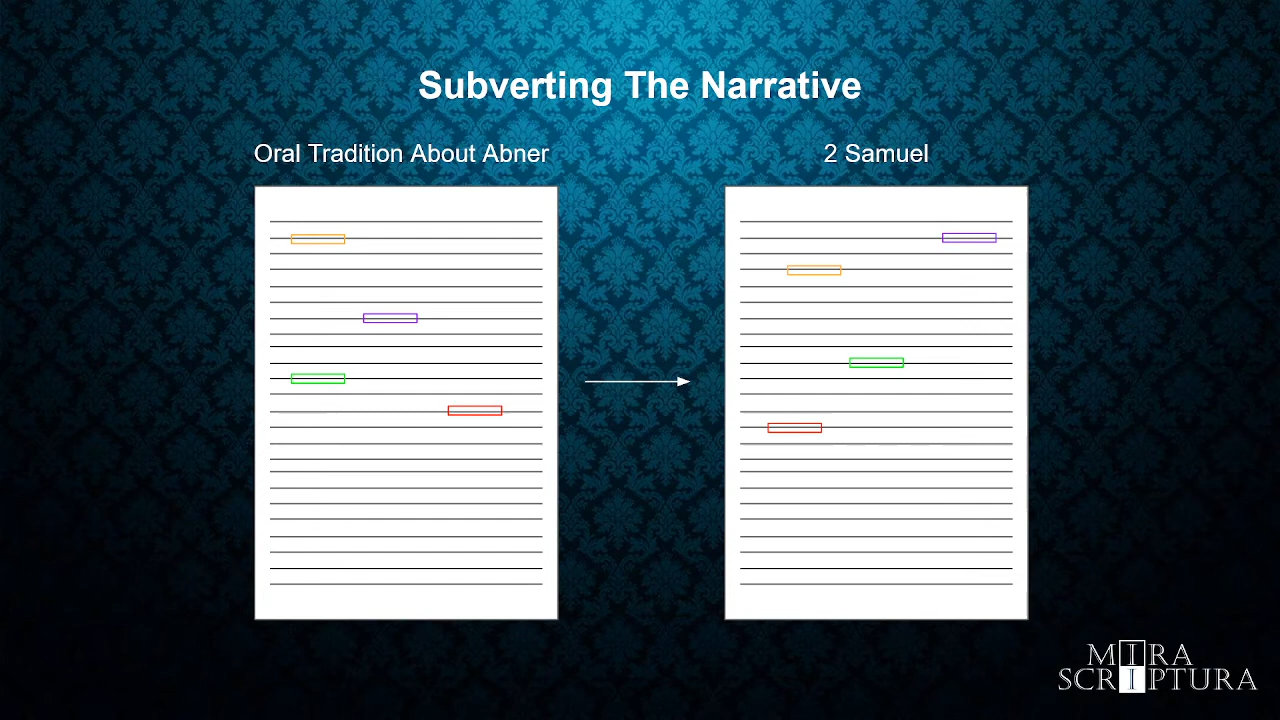 Subverting The Narrative
Oral Tradition About Abner
2 Samuel
MIRA
SCRIPTURA